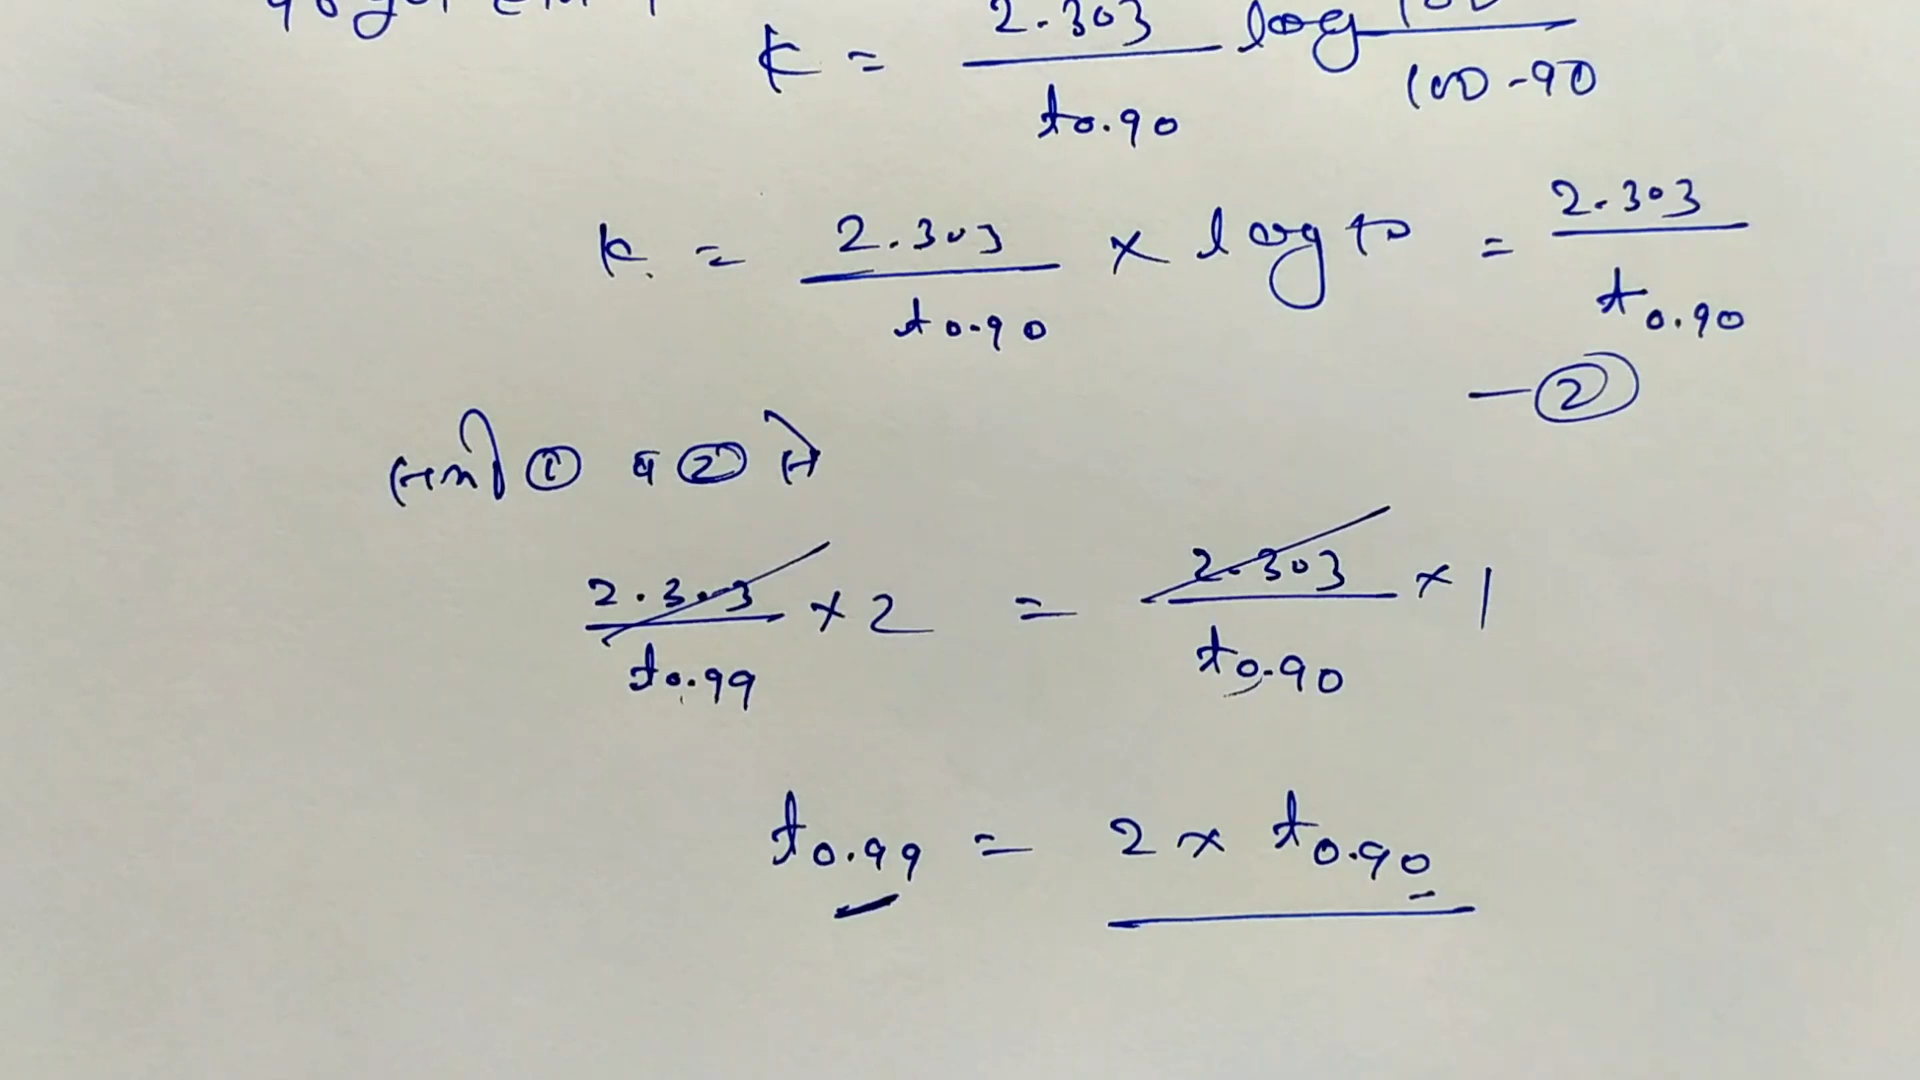 K = 2.303 / t0.90 log 100 / 100-90
K = 2.303 / t0.90 × log 10 = 2.303 / t0.90
— ②
समी ① व ② से
2.303 / t0.99 × 2 = 2.303 / t0.90 × 1
t0.99 = 2 × t0.90